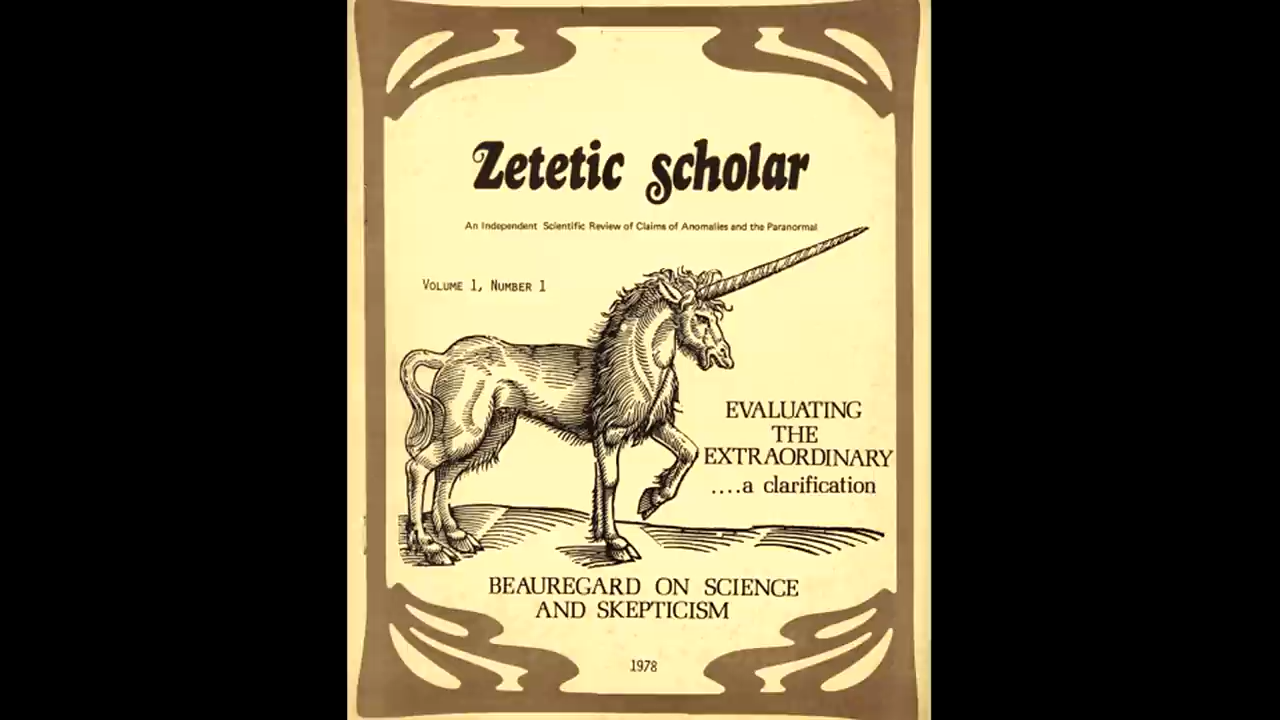 Zetetic scholar
An Independent Scientific Review of Claims of Anomalies and the Paranormal
VOLUME 1, NUMBER 1
EVALUATING
THE
EXTRAORDINARY
....a clarification
BEAUREGARD ON SCIENCE
AND SKEPTICISM
1978